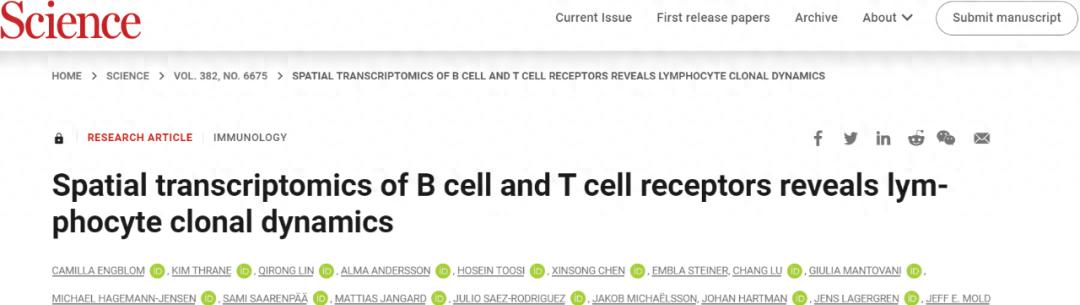 Science
Current Issue First release papers Archive About Submit manuscript
HOME > SCIENCE > VOL. 382, NO. 6675 > SPATIAL TRANSCRIPTOMICS OF B CELL AND T CELL RECEPTORS REVEALS LYMPHOCYTE CLONAL DYNAMICS
RESEARCH ARTICLE IMMUNOLOGY
Spatial transcriptomics of B cell and T cell receptors reveals lym-
phocyte clonal dynamics
CAMILLA ENGBLOM iD, KIM THRANE iD, QIRONG LIN iD, ALMA ANDERSSON iD, HOSEIN TOOSI iD, XINSONG CHEN iD, EMBLA STEINER, CHANG LU iD, GIULIA MANTOVANI iD,
MICHAEL HAGEMANN-JENSEN iD, SAMI SAARENPÄÄ iD, MATTIAS JANGARD iD, JULIO SAEZ-RODRIGUEZ iD, JAKOB MICHAËLSSON, JOHAN HARTMAN iD, JENS LAGERGREN iD, JEFF E. MOLD